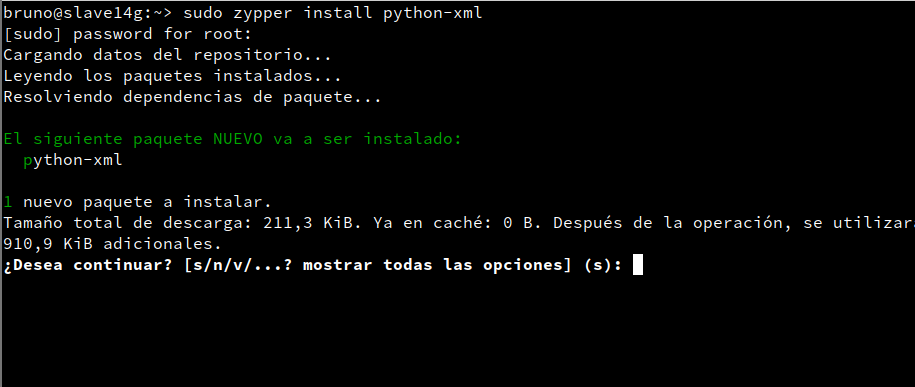 bruno@slave14g:~> sudo zypper install python-xml
[sudo] password for root:
Cargando datos del repositorio...
Leyendo los paquetes instalados...
Resolviendo dependencias de paquete...
El siguiente paquete NUEVO va a ser instalado:
python-xml
1 nuevo paquete a instalar.
Tamaño total de descarga: 211,3 KiB. Ya en caché: 0 B. Después de la operación, se utilizar
910,9 KiB adicionales.
¿Desea continuar? [s/n/v/...? mostrar todas las opciones] (s):